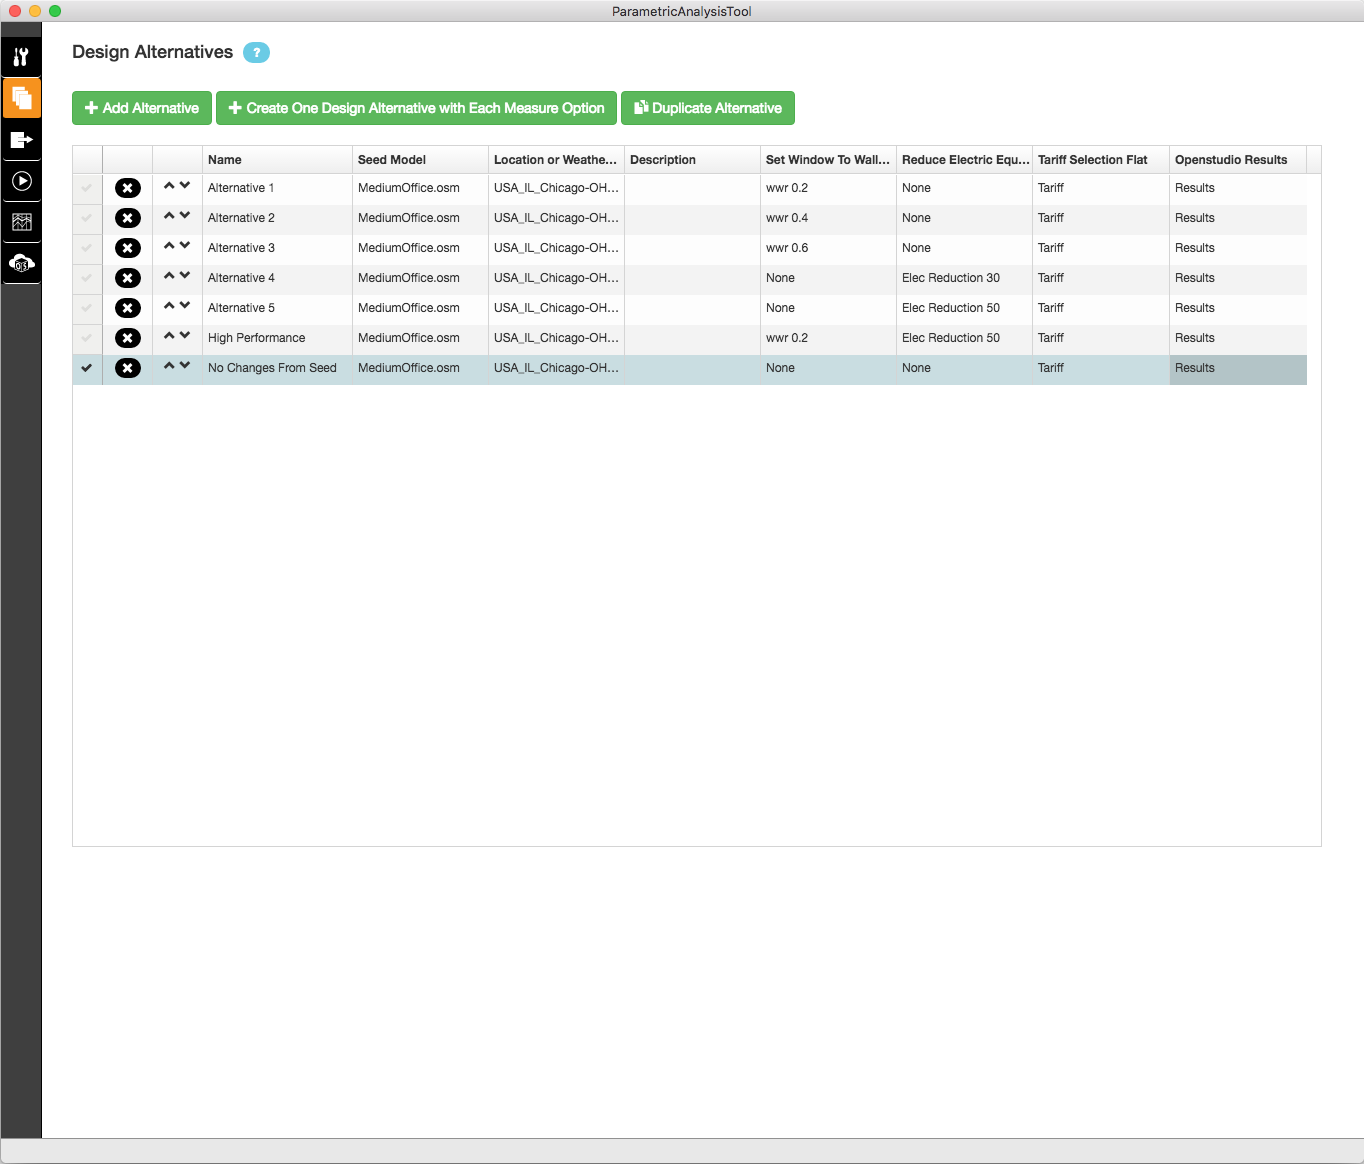 ParametricAnalysisTool
Design Alternatives ?
Add Alternative Create One Design Alternative with Each Measure Option Duplicate Alternative
Name Seed Model Location or Weathe... Description Set Window To Wall... Reduce Electric Equ... Tariff Selection Flat Openstudio Results
Alternative 1 MediumOffice.osm USA_IL_Chicago-OH... wwr 0.2 None Tariff Results
Alternative 2 MediumOffice.osm USA_IL_Chicago-OH... wwr 0.4 None Tariff Results
Alternative 3 MediumOffice.osm USA_IL_Chicago-OH... wwr 0.6 None Tariff Results
Alternative 4 MediumOffice.osm USA_IL_Chicago-OH... None Elec Reduction 30 Tariff Results
Alternative 5 MediumOffice.osm USA_IL_Chicago-OH... None Elec Reduction 50 Tariff Results
High Performance MediumOffice.osm USA_IL_Chicago-OH... wwr 0.2 Elec Reduction 50 Tariff Results
No Changes From Seed MediumOffice.osm USA_IL_Chicago-OH... None None Tariff Results